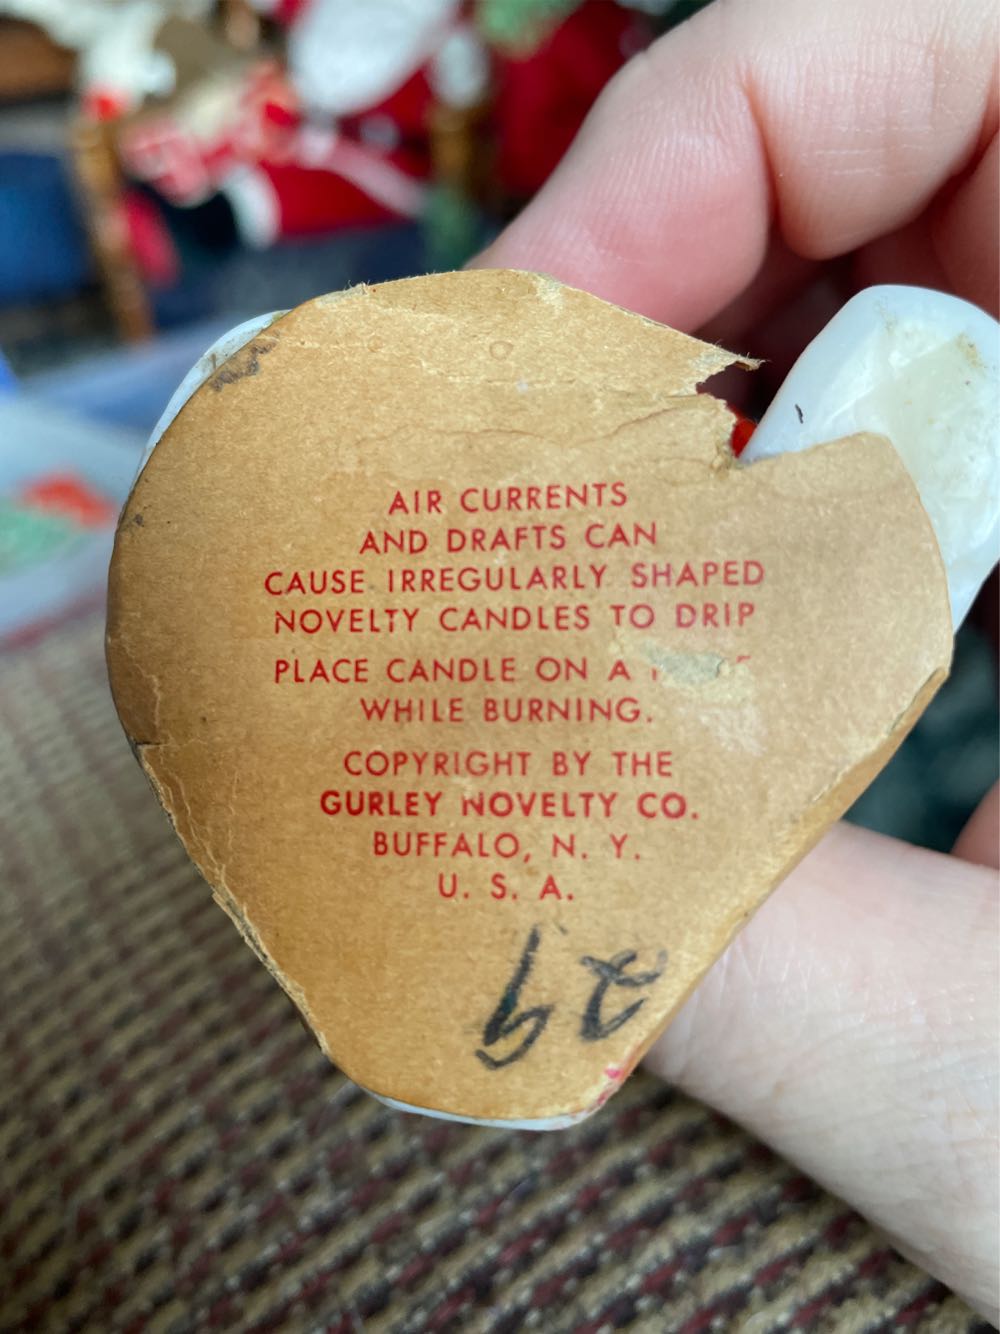 AIR CURRENTS
AND DRAFTS CAN
CAUSE IRREGULARLY SHAPED
NOVELTY CANDLES TO DRIP
PLACE CANDLE ON A
WHILE BURNING.
COPYRIGHT BY THE
GURLEY NOVELTY CO.
BUFFALO, N. Y.
U. S. A.